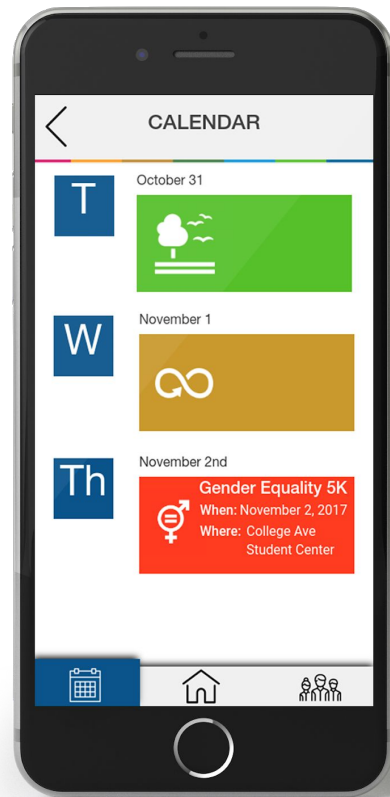 CALENDAR
T
October 31
W
November 1
Th
November 2nd
Gender Equality 5K
When: November 2, 2017
Where: College Ave
Student Center